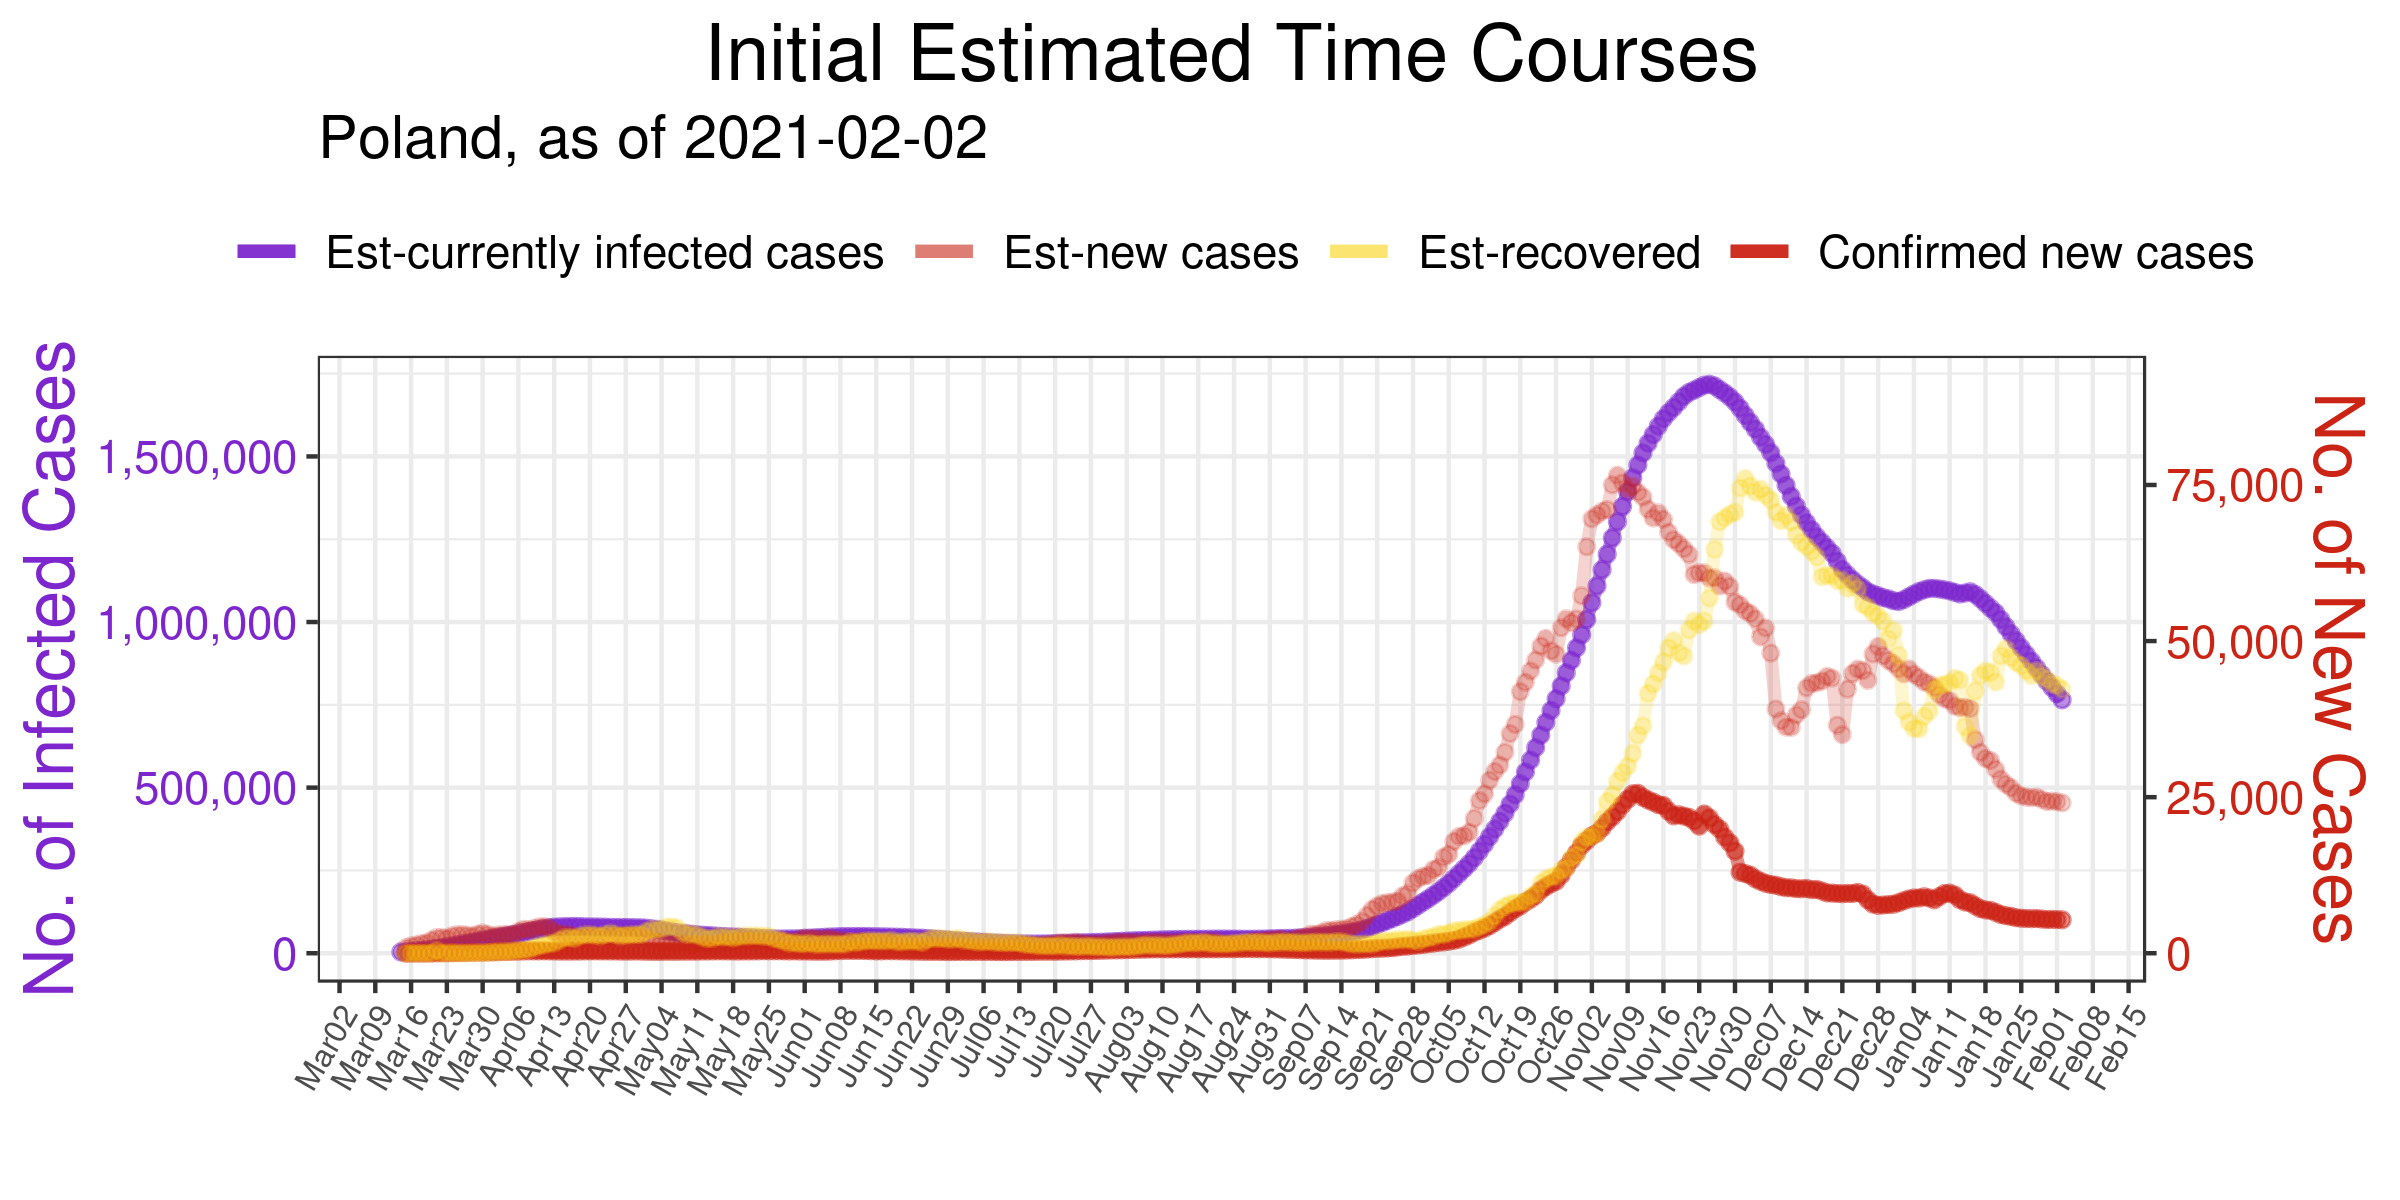 Initial Estimated Time Courses
Poland, as of 2021-02-02
Est-currently infected cases
Est-new cases
Est-recovered
Confirmed new cases
No. of Infected Cases
1,500,000
1,000,000
500,000
0
75,000
50,000
25,000
0
No. of New Cases
Mar02
Mar09
Mar16
Mar23
Mar30
Apr06
Apr13
Apr20
Apr27
May04
May11
May18
May25
Jun01
Jun08
Jun15
Jun22
Jun29
Jul06
Jul13
Jul20
Jul27
Aug03
Aug10
Aug17
Aug24
Aug31
Sep07
Sep14
Sep21
Sep28
Oct05
Oct12
Oct19
Oct26
Nov02
Nov09
Nov16
Nov23
Nov30
Dec07
Dec14
Dec21
Dec28
Jan04
Jan11
Jan18
Jan25
Feb01
Feb08
Feb15